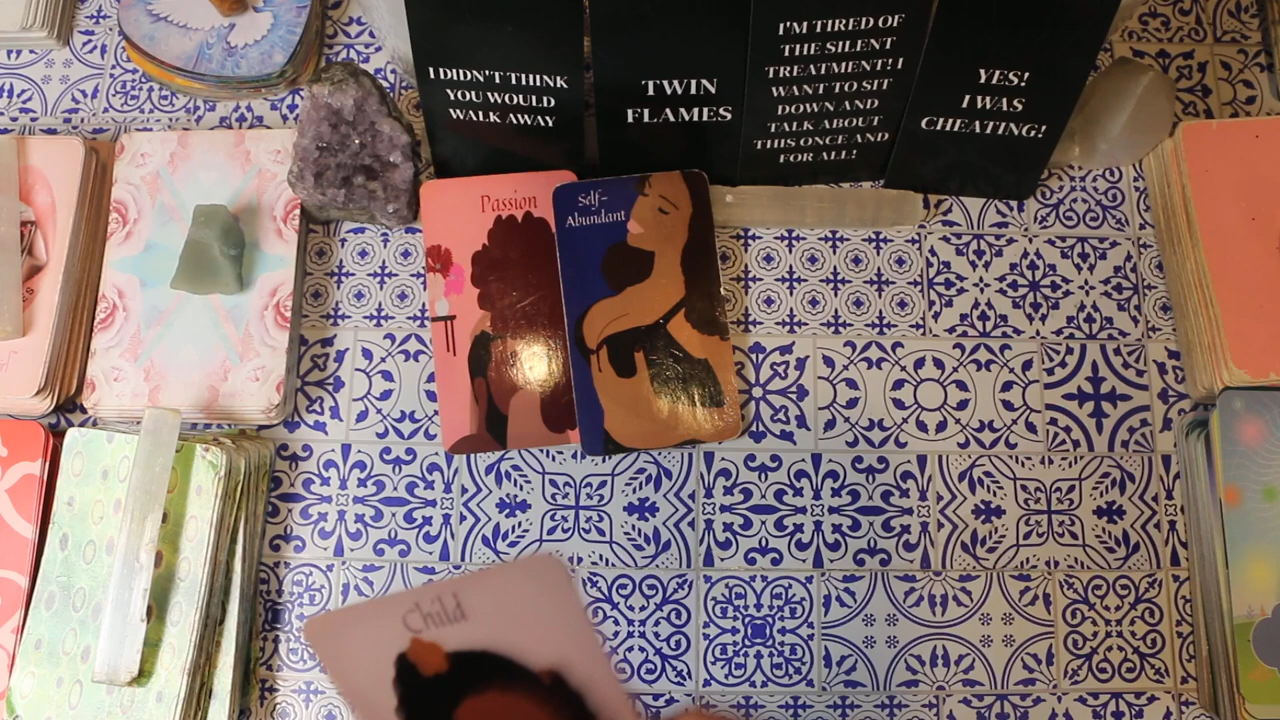 I DIDN'T THINK
YOU WOULD
WALK AWAY
TWIN
FLAMES
I'M TIRED OF
THE SILENT
TREATMENT! I
WANT TO SIT
DOWN AND
TALK ABOUT
THIS ONCE AND
FOR ALL!
YES!
I WAS
CHEATING!
Passion
Self-
Abundant
Child